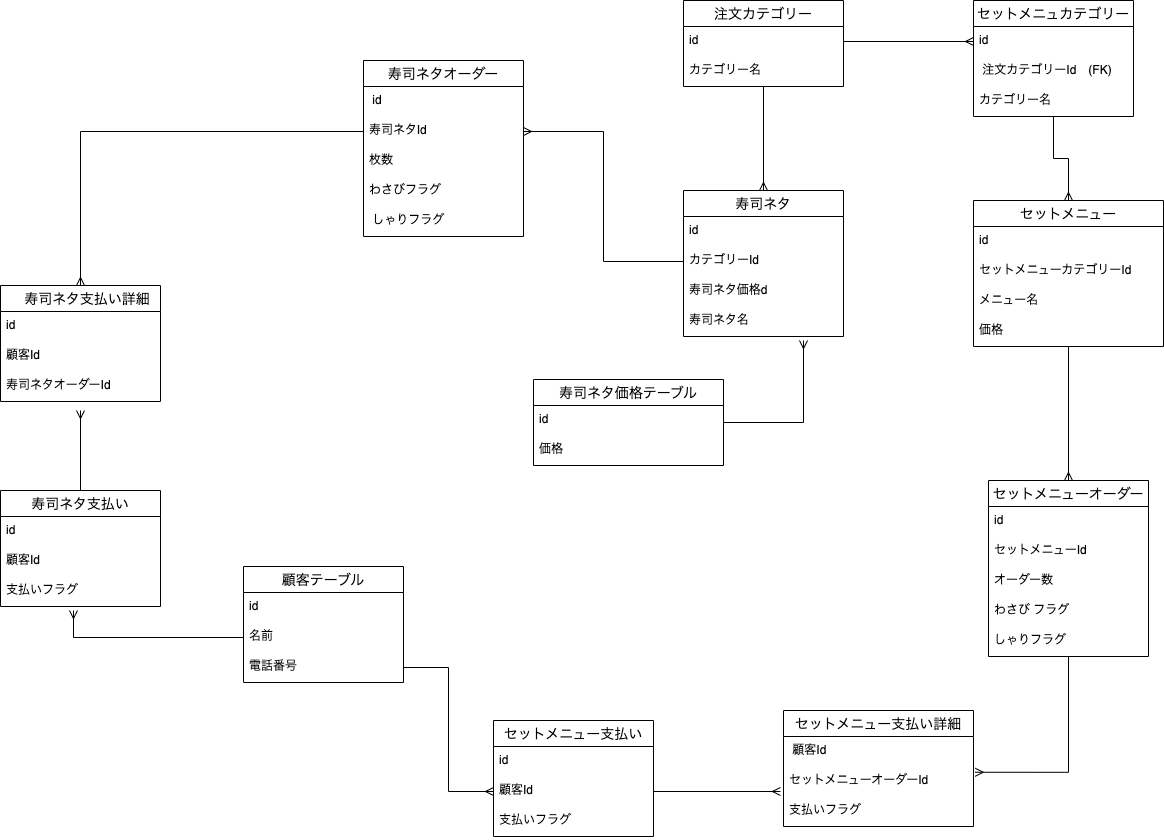 注文カテゴリー
id
カテゴリー名
セットメニュカテゴリー
id
注文カテゴリーId (FK)
カテゴリー名
寿司ネタオーダー
id
寿司ネタId
枚数
わさびフラグ
しゃりフラグ
寿司ネタ
id
カテゴリーId
寿司ネタ価格d
寿司ネタ名
セットメニュー
id
セットメニューカテゴリーId
メニュー名
価格
寿司ネタ支払い詳細
id
顧客Id
寿司ネタオーダーId
寿司ネタ価格テーブル
id
価格
寿司ネタ支払い
id
顧客Id
支払いフラグ
セットメニューオーダー
id
セットメニューId
オーダー数
わさび フラグ
しゃりフラグ
顧客テーブル
id
名前
電話番号
セットメニュー支払い
id
顧客Id
支払いフラグ
セットメニュー支払い詳細
顧客Id
セットメニューオーダーId
支払いフラグ